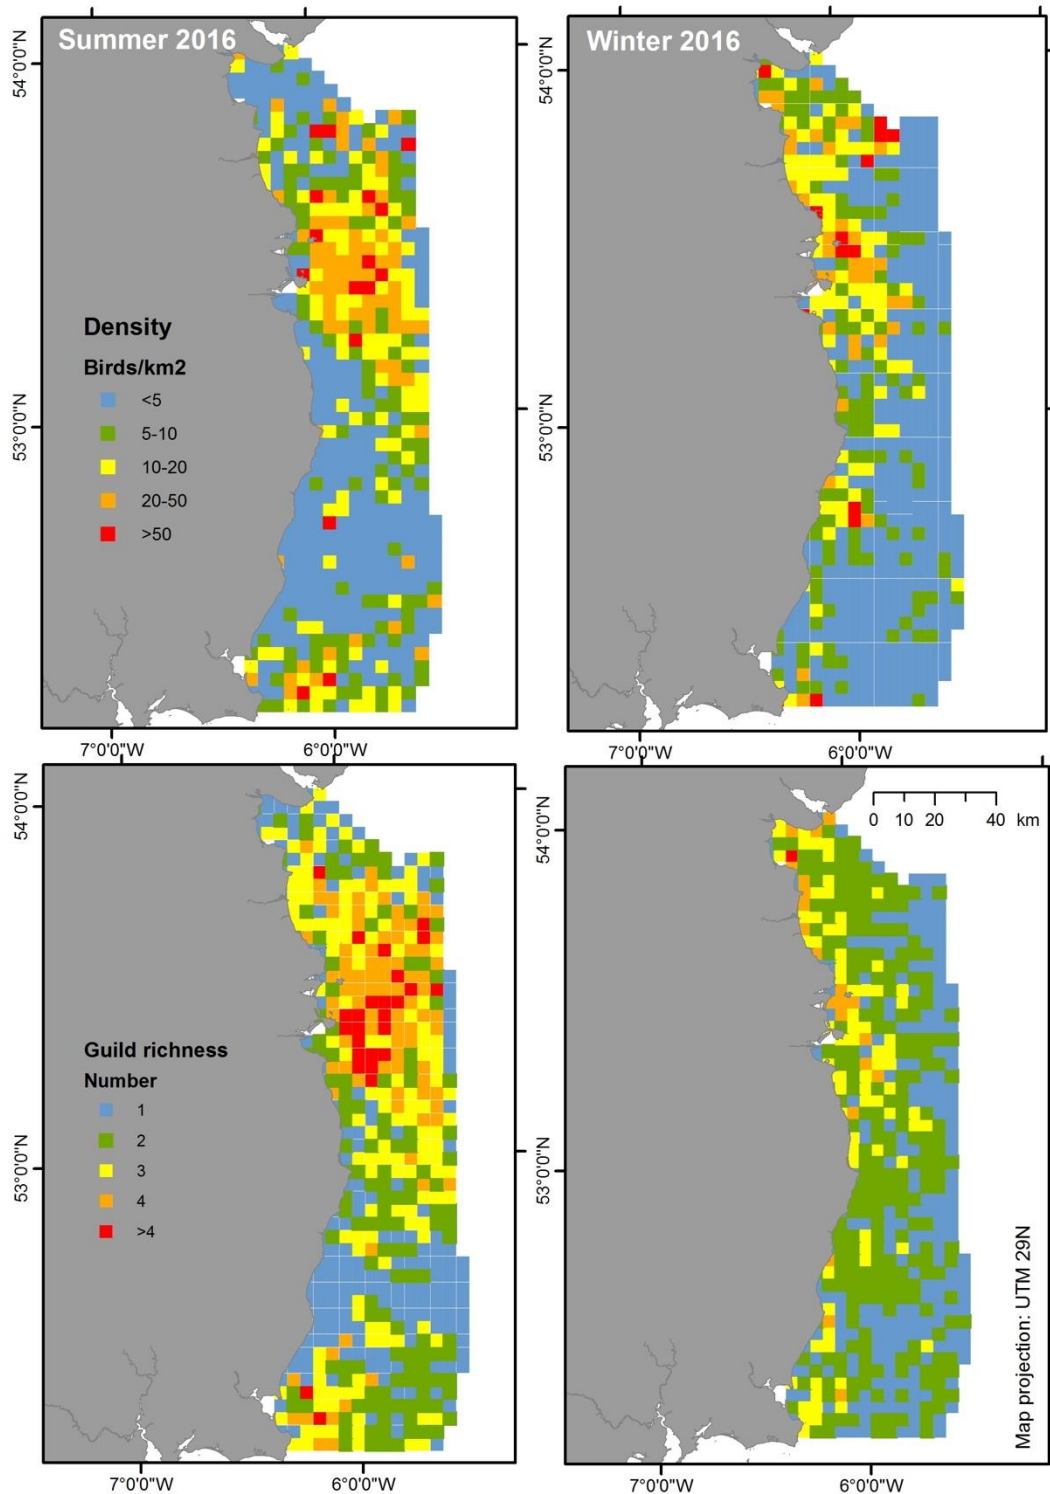 Summer 2016
Winter 2016
54°0'0"N
54°0'0"N
Density
Birds/km2
<5
5-10
10-20
20-50
>50
53°0'0"N
53°0'0"N
7°0'0"W
6°0'0"W
7°0'0"W
6°0'0"W
54°0'0"N
54°0'0"N
0 10 20 40 km
Guild richness
Number
1
2
3
4
>4
53°0'0"N
53°0'0"N
Map projection: UTM 29N
7°0'0"W
6°0'0"W
7°0'0"W
6°0'0"W